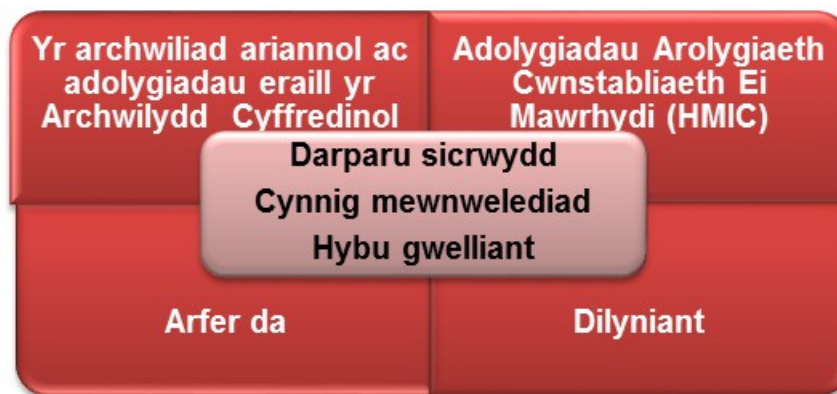 Yr archwiliad ariannol ac
adolygiadau eraill yr
Archwilydd Cyffredinol
Adolygiadau Arolygiaeth
Cwnstabliaeth Ei
Mawrhydi (HMIC)
Darparu sicrwydd
Cynnig mewnwelediad
Hybu gwelliant
Arfer da
Dilyniant